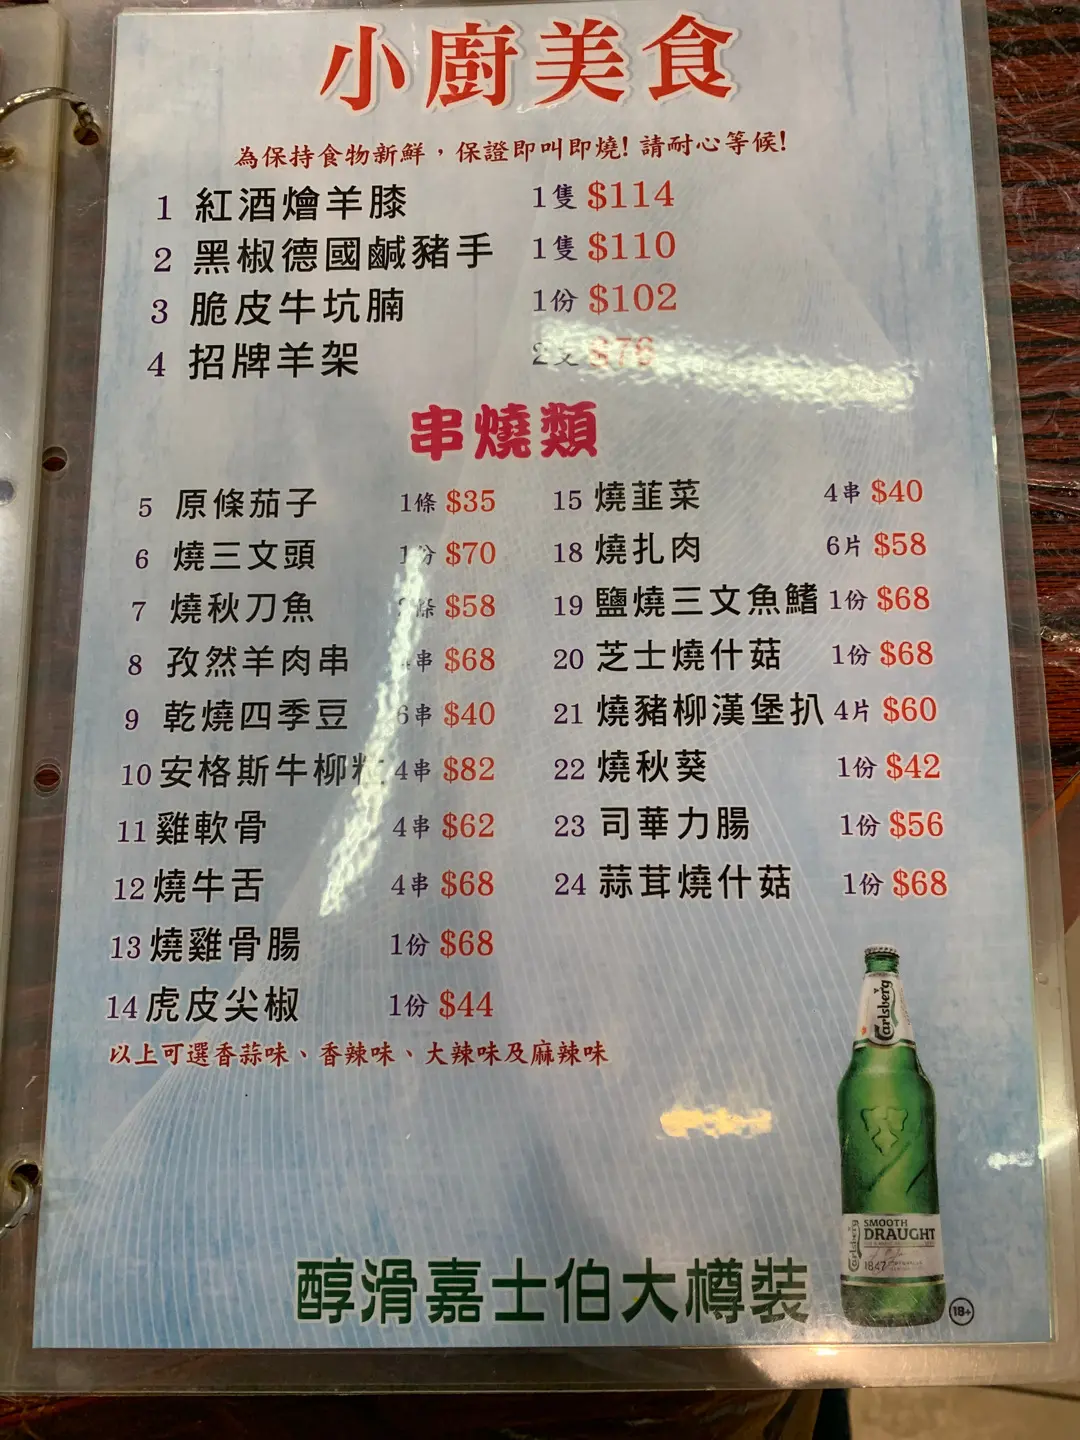 小廚美食
為保持食物新鮮，保證即叫即燒! 請耐心等候!
1 紅酒燴羊膝 1隻 $114
2 黑椒德國鹹豬手 1隻 $110
3 脆皮牛坑腩 1份 $102
4 招牌羊架 2支 $76
串燒類
5 原條茄子 1條 $35
6 燒三文頭 1份 $70
7 燒秋刀魚 條 $58
8 孜然羊肉串 串 $68
9 乾燒四季豆 6串 $40
10 安格斯牛柳粒 4串 $82
11 雞軟骨 4串 $62
12 燒牛舌 4串 $68
13 燒雞骨腸 1份 $68
14 虎皮尖椒 1份 $44
15 燒韮菜 4串 $40
18 燒扎肉 6片 $58
19 鹽燒三文魚鰭 1份 $68
20 芝士燒什菇 1份 $68
21 燒豬柳漢堡扒 4片 $60
22 燒秋葵 1份 $42
23 司華力腸 1份 $56
24 蒜茸燒什菇 1份 $68
以上可選香蒜味、香辣味、大辣味及麻辣味
Carlsberg
Carlsberg
SMOOTH
DRAUGHT
1847
醇滑嘉士伯大樽裝
18+